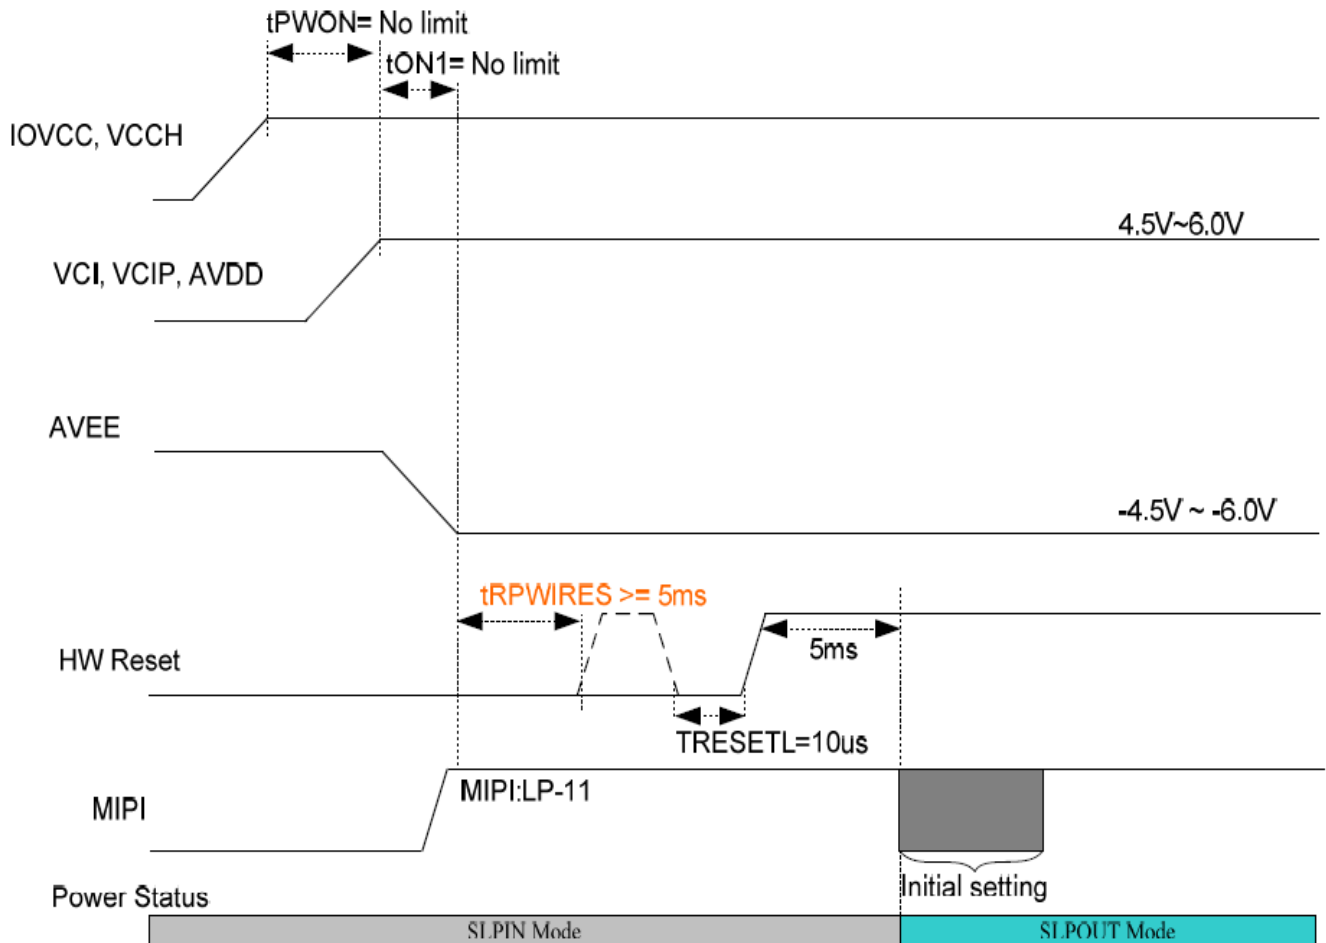 tPWON= No limit
tON1= No limit
IOVCC, VCCH
4.5V~6.0V
VCI, VCIP, AVDD
AVEE
-4.5V ~ -6.0V
tRPWIRES >= 5ms
5ms
HW Reset
TRESETL=10us
MIPI:LP-11
MIPI
Initial setting
Power Status
SLPIN Mode
SLPOUT Mode